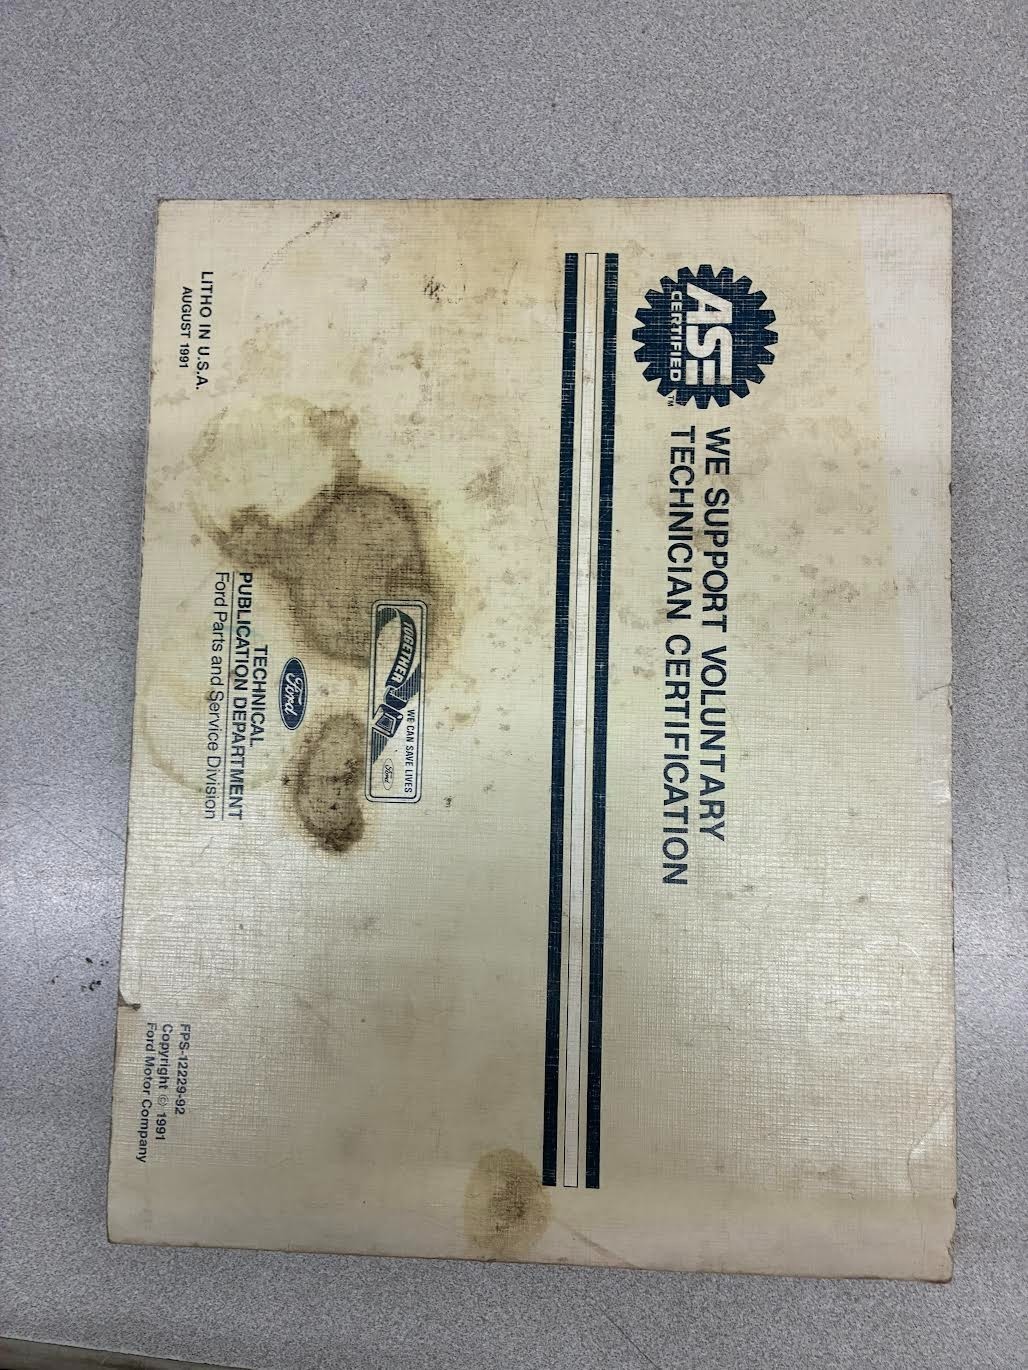 ASE
CERTIFIED
TM
WE SUPPORT VOLUNTARY
TECHNICIAN CERTIFICATION
TOGETHER
WE CAN SAVE LIVES
Ford
Ford
TECHNICAL
PUBLICATION DEPARTMENT
Ford Parts and Service Division
LITHO IN U.S.A.
AUGUST 1991
FPS-12229-92
Copyright © 1991
Ford Motor Company